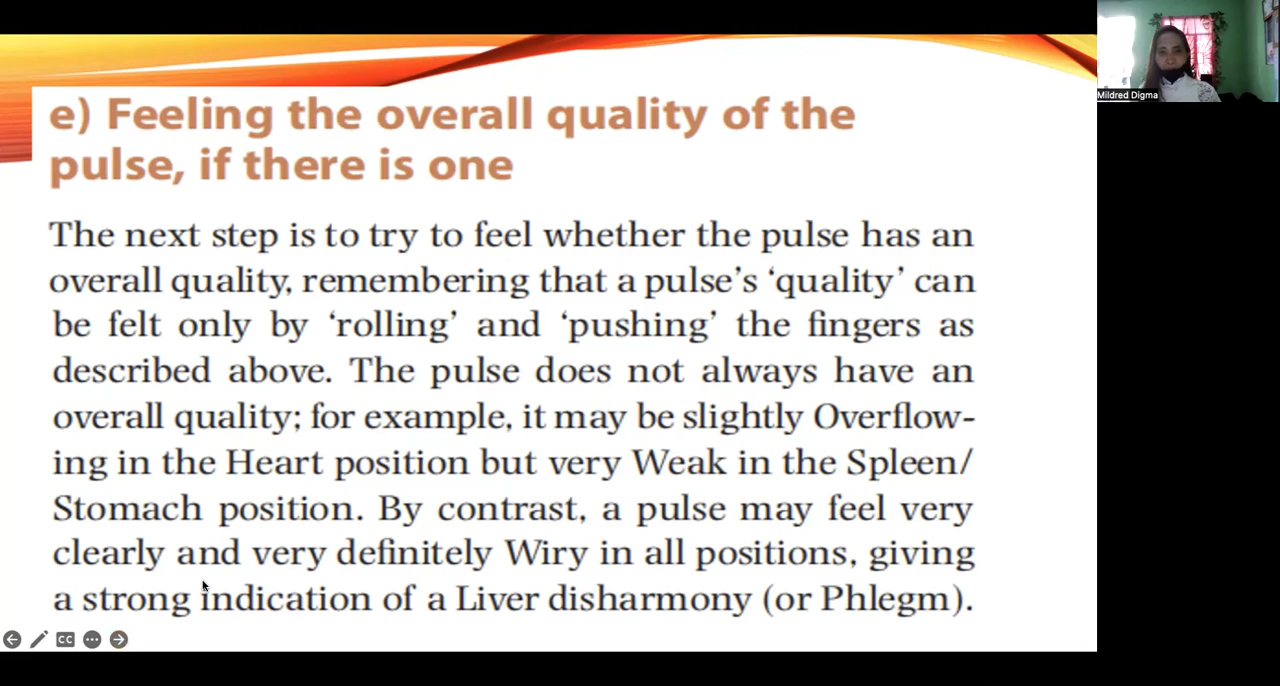 e) Feeling the overall quality of the
pulse, if there is one
The next step is to try to feel whether the pulse has an
overall quality, remembering that a pulse's 'quality' can
be felt only by 'rolling' and 'pushing' the fingers as
described above. The pulse does not always have an
overall quality; for example, it may be slightly Overflow-
ing in the Heart position but very Weak in the Spleen/
Stomach position. By contrast, a pulse may feel very
clearly and very definitely Wiry in all positions, giving
a strong indication of a Liver disharmony (or Phlegm).
CC
Mildred Digma